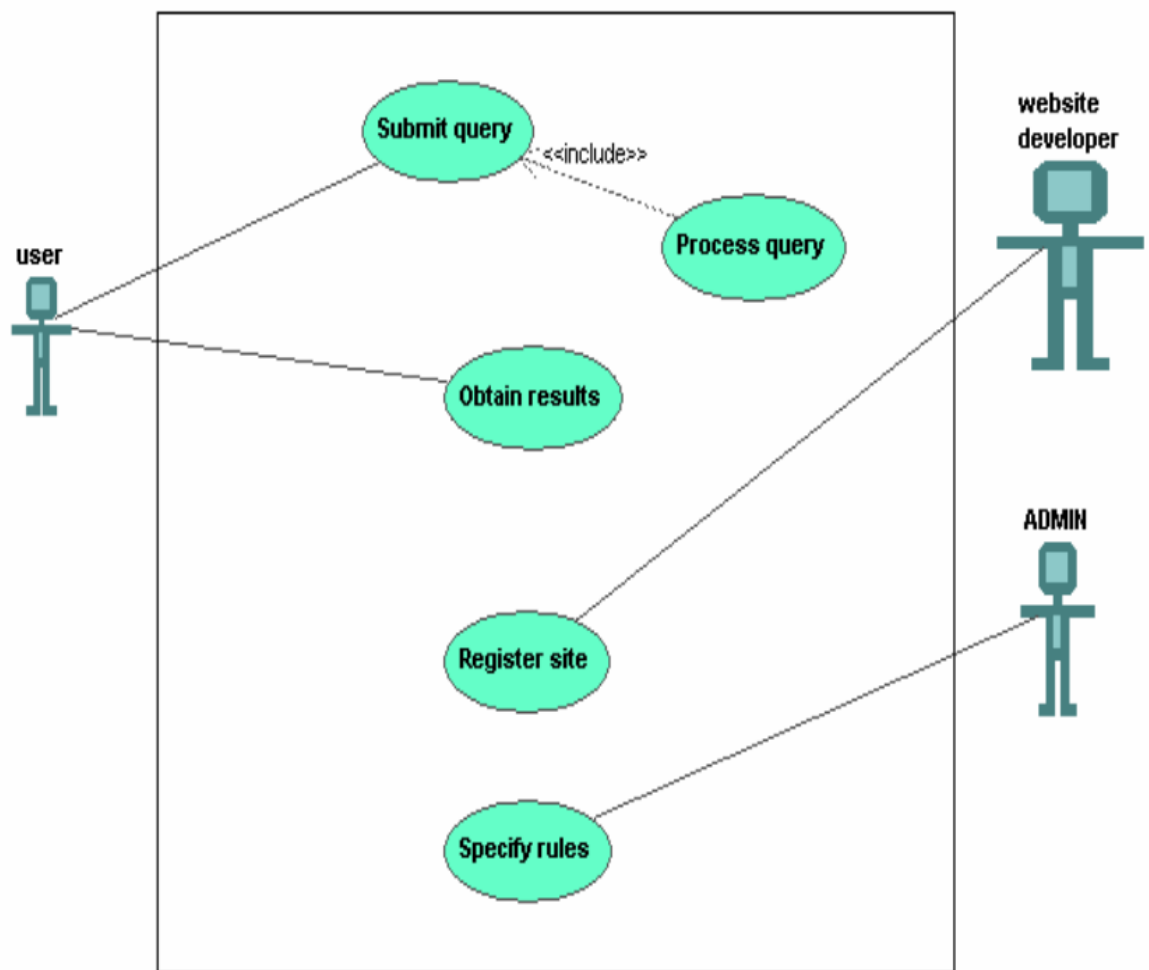 website
developer
Submit query
<<include>>
Process query
user
Obtain results
ADMIN
Register site
Specify rules